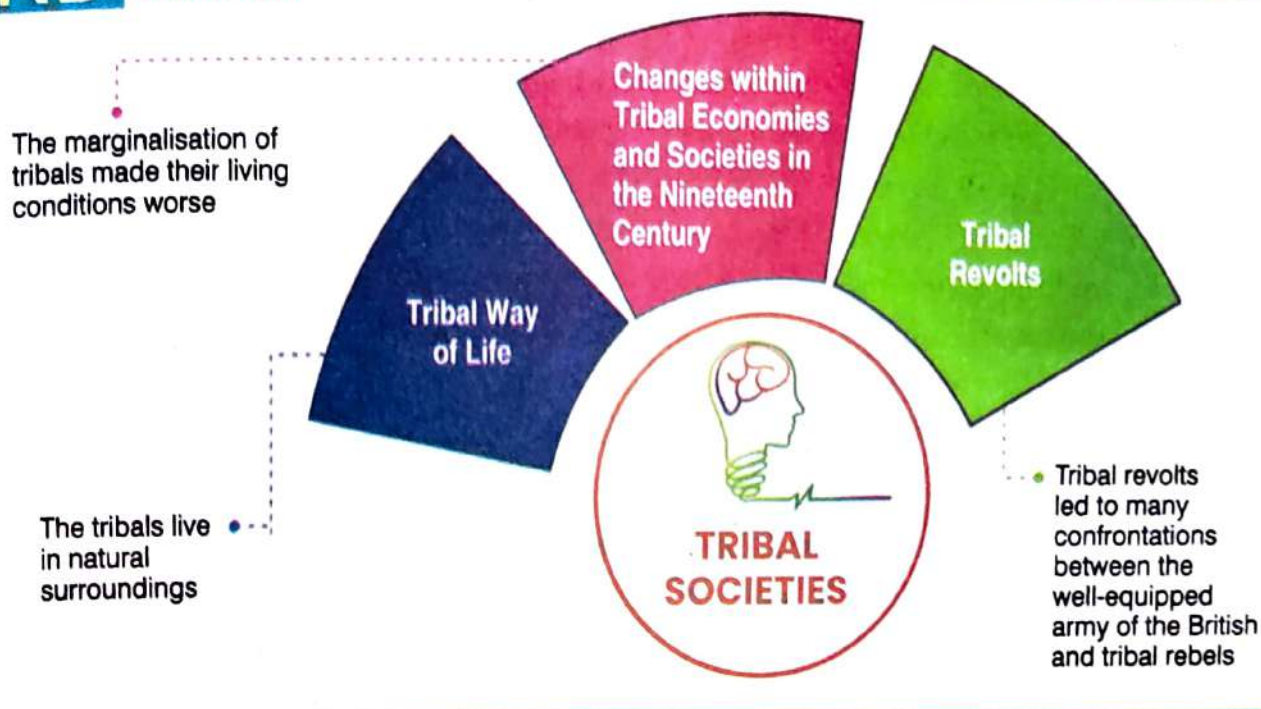 The marginalisation of
tribals made their living
conditions worse
Changes within
Tribal Economies
and Societies in
the Nineteenth
Century
Tribal Way
of Life
Tribal
Revolts
The tribals live
in natural
surroundings
TRIBAL
SOCIETIES
Tribal revolts
led to many
confrontations
between the
well-equipped
army of the British
and tribal rebels